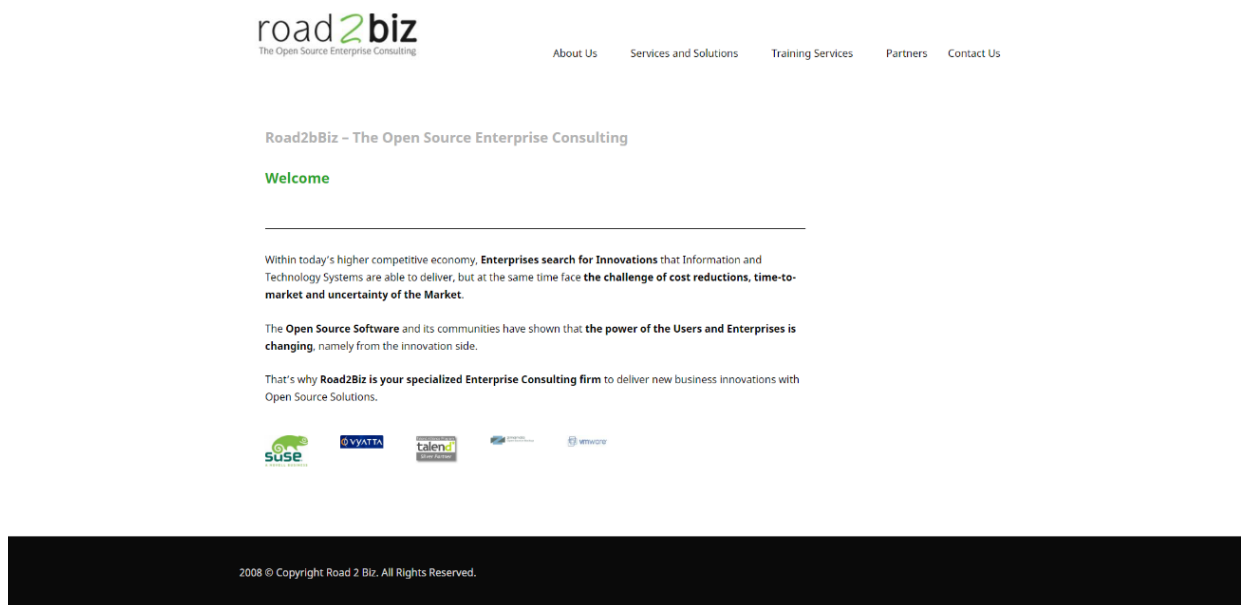 road2biz
The Open Source Enterprise Consulting
About Us Services and Solutions Training Services Partners Contact Us
Road2bBiz – The Open Source Enterprise Consulting
Welcome
Within today's higher competitive economy, Enterprises search for Innovations that Information and
Technology Systems are able to deliver, but at the same time face the challenge of cost reductions, time-to-
market and uncertainty of the Market.
The Open Source Software and its communities have shown that the power of the Users and Enterprises is
changing, namely from the innovation side.
That's why Road2Biz is your specialized Enterprise Consulting firm to deliver new business innovations with
Open Source Solutions.
SUSE
VYATTA
talend
Silver Partner
vmware
2008 © Copyright Road 2 Biz. All Rights Reserved.